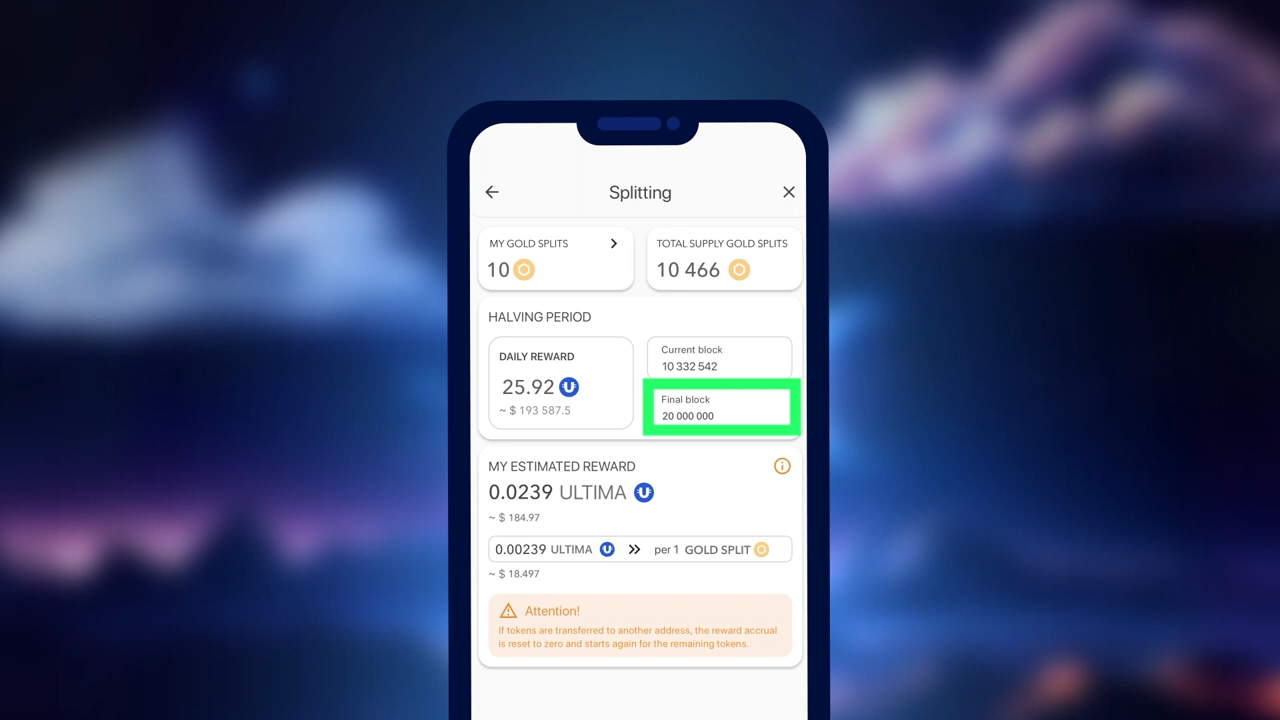 Splitting
MY GOLD SPLITS
10
TOTAL SUPPLY GOLD SPLITS
10 466
HALVING PERIOD
DAILY REWARD
25.92
~ $ 193 587.5
Current block
10 332 542
Final block
20 000 000
MY ESTIMATED REWARD
0.0239 ULTIMA
~ $ 184.97
0.00239 ULTIMA per 1 GOLD SPLIT
~ $ 18.497
Attention!
If tokens are transferred to another address, the reward accrual
is reset to zero and starts again for the remaining tokens.